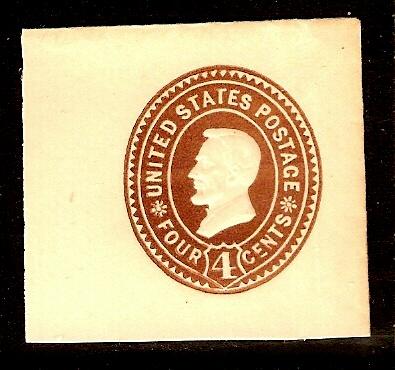 UNITED STATES POSTAGE
FOUR 4 CENTS